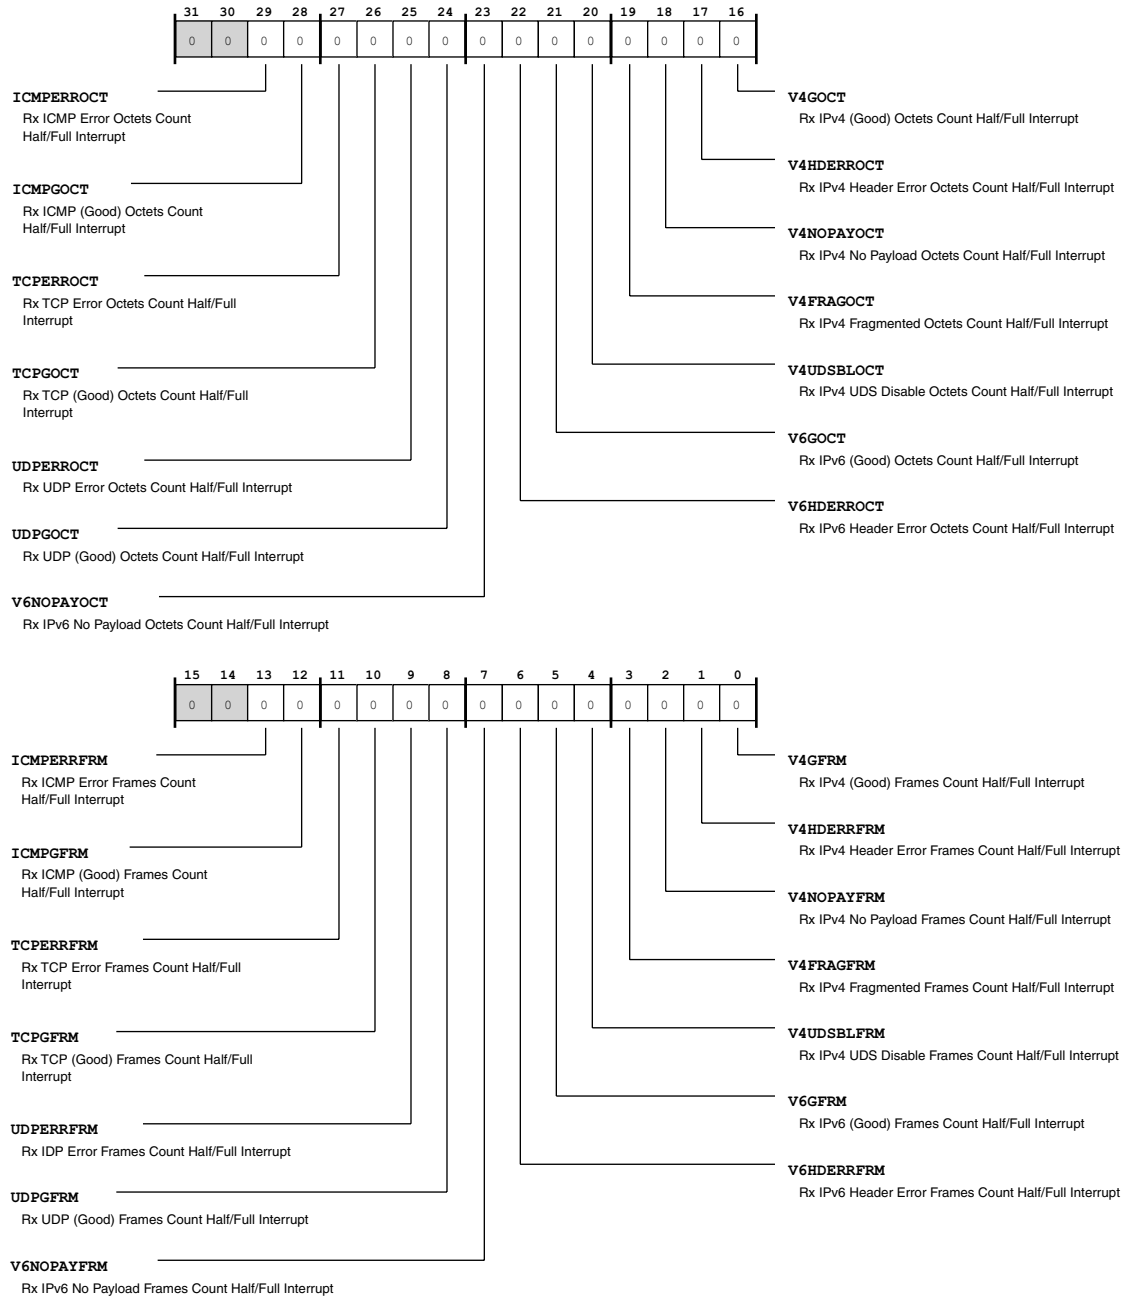 31 30 29 28 27 26 25 24 23 22 21 20 19 18 17 16
0 0 0 0 0 0 0 0 0 0 0 0 0 0 0 0
ICMPERROCT
Rx ICMP Error Octets Count
Half/Full Interrupt
ICMPGOCT
Rx ICMP (Good) Octets Count
Half/Full Interrupt
TCPERROCT
Rx TCP Error Octets Count Half/Full
Interrupt
TCPGOCT
Rx TCP (Good) Octets Count Half/Full
Interrupt
UDPERROCT
Rx UDP Error Octets Count Half/Full Interrupt
UDPGOCT
Rx UDP (Good) Octets Count Half/Full Interrupt
V6NOPAYOCT
Rx IPv6 No Payload Octets Count Half/Full Interrupt
V4GOCT
Rx IPv4 (Good) Octets Count Half/Full Interrupt
V4HDERROCT
Rx IPv4 Header Error Octets Count Half/Full Interrupt
V4NOPAYOCT
Rx IPv4 No Payload Octets Count Half/Full Interrupt
V4FRAGOCT
Rx IPv4 Fragmented Octets Count Half/Full Interrupt
V4UDSBLOCT
Rx IPv4 UDS Disable Octets Count Half/Full Interrupt
V6GOCT
Rx IPv6 (Good) Octets Count Half/Full Interrupt
V6HDERROCT
Rx IPv6 Header Error Octets Count Half/Full Interrupt
15 14 13 12 11 10 9 8 7 6 5 4 3 2 1 0
0 0 0 0 0 0 0 0 0 0 0 0 0 0 0 0
ICMPERRFRM
Rx ICMP Error Frames Count
Half/Full Interrupt
ICMPGFRM
Rx ICMP (Good) Frames Count
Half/Full Interrupt
TCPERRFRM
Rx TCP Error Frames Count Half/Full
Interrupt
TCPGFRM
Rx TCP (Good) Frames Count Half/Full
Interrupt
UDPERRFRM
Rx IDP Error Frames Count Half/Full Interrupt
UDPGFRM
Rx UDP (Good) Frames Count Half/Full Interrupt
V6NOPAYFRM
Rx IPv6 No Payload Frames Count Half/Full Interrupt
V4GFRM
Rx IPv4 (Good) Frames Count Half/Full Interrupt
V4HDERRFRM
Rx IPv4 Header Error Frames Count Half/Full Interrupt
V4NOPAYFRM
Rx IPv4 No Payload Frames Count Half/Full Interrupt
V4FRAGFRM
Rx IPv4 Fragmented Frames Count Half/Full Interrupt
V4UDSBLFRM
Rx IPv4 UDS Disable Frames Count Half/Full Interrupt
V6GFRM
Rx IPv6 (Good) Frames Count Half/Full Interrupt
V6HDERRFRM
Rx IPv6 Header Error Frames Count Half/Full Interrupt